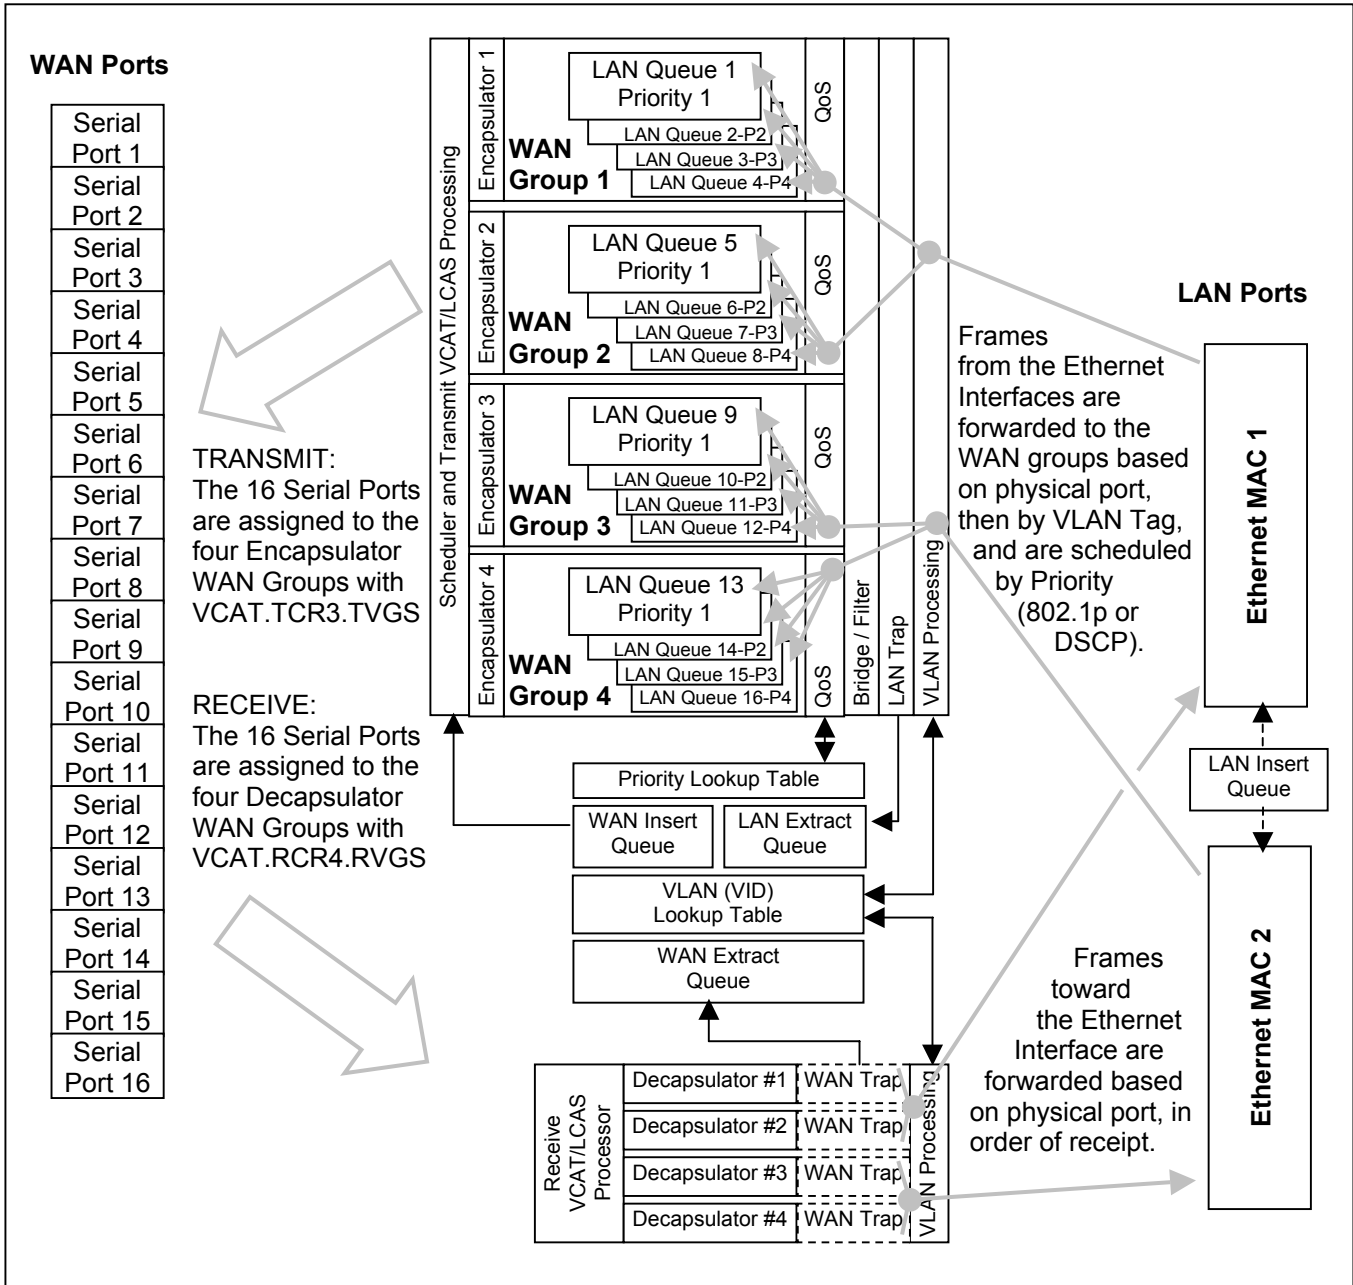 WAN Ports
Serial
Port 1
Serial
Port 2
Serial
Port 3
Serial
Port 4
Serial
Port 5
Serial
Port 6
Serial
Port 7
Serial
Port 8
Serial
Port 9
Serial
Port 10
Serial
Port 11
Serial
Port 12
Serial
Port 13
Serial
Port 14
Serial
Port 15
Serial
Port 16
TRANSMIT:
The 16 Serial Ports
are assigned to the
four Encapsulator
WAN Groups with
VCAT.TCR3.TVGS
RECEIVE:
The 16 Serial Ports
are assigned to the
four Decapsulator
WAN Groups with
VCAT.RCR4.RVGS
Scheduler and Transmit VCAT/LCAS Processing
Encapsulator 1
WAN
Group 1
LAN Queue 1
Priority 1
LAN Queue 2-P2
LAN Queue 3-P3
LAN Queue 4-P4
QoS
Encapsulator 2
WAN
Group 2
LAN Queue 5
Priority 1
LAN Queue 6-P2
LAN Queue 7-P3
LAN Queue 8-P4
QoS
Encapsulator 3
WAN
Group 3
LAN Queue 9
Priority 1
LAN Queue 10-P2
LAN Queue 11-P3
LAN Queue 12-P4
QoS
Encapsulator 4
WAN
Group 4
LAN Queue 13
Priority 1
LAN Queue 14-P2
LAN Queue 15-P3
LAN Queue 16-P4
QoS
Bridge / Filter
LAN Trap
VLAN Processing
Priority Lookup Table
WAN Insert
Queue
LAN Extract
Queue
VLAN (VID)
Lookup Table
WAN Extract
Queue
Receive
VCAT/LCAS
Processor
Decapsulator #1
WAN Trap
Decapsulator #2
WAN Trap
Decapsulator #3
WAN Trap
Decapsulator #4
WAN Trap
VLAN Processing
LAN Ports
Frames
from the Ethernet
Interfaces are
forwarded to the
WAN groups based
on physical port,
then by VLAN Tag,
and are scheduled
by Priority
(802.1p or
DSCP).
Ethernet MAC 1
LAN Insert
Queue
Ethernet MAC 2
Frames
toward
the Ethernet
Interface are
forwarded based
on physical port, in
order of receipt.